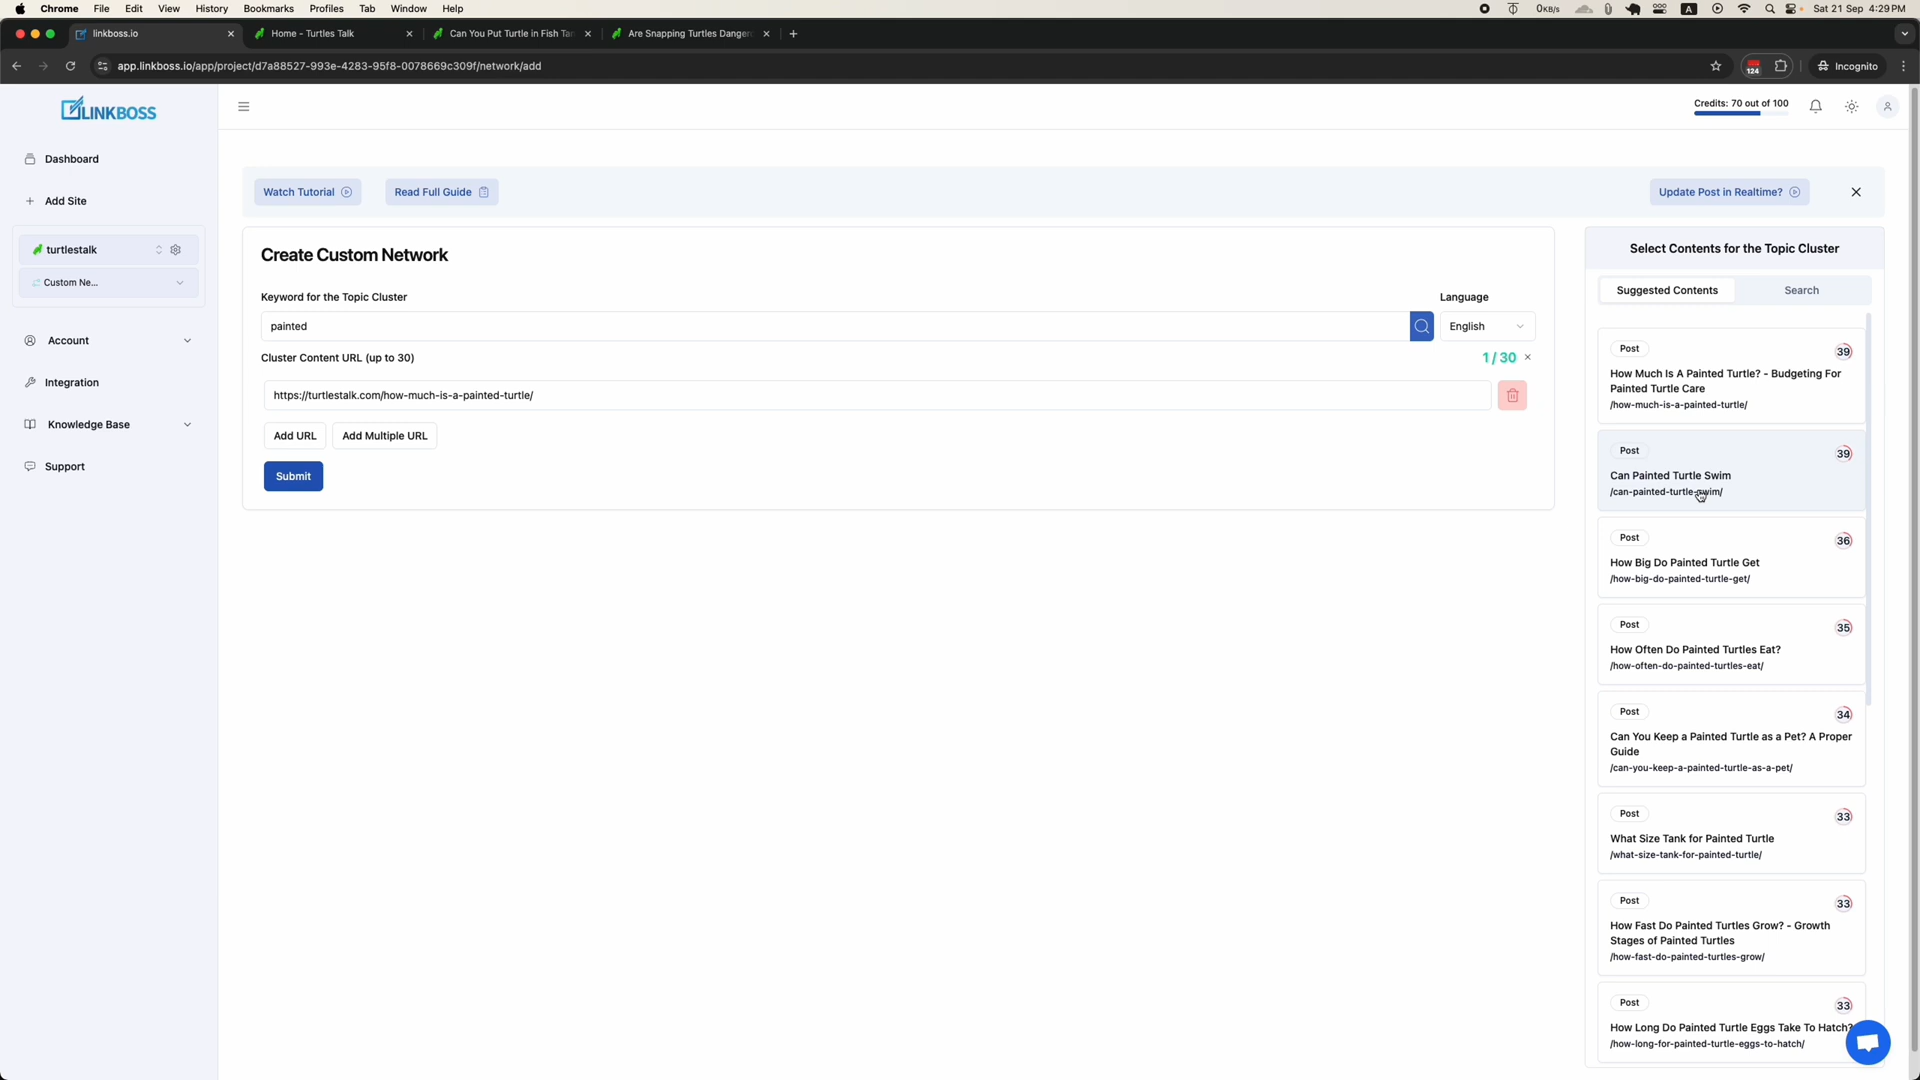 Chrome File Edit View History Bookmarks Profiles Tab Window Help
0KB/s A Sat 21 Sep 4:29PM
linkboss.io
Home - Turtles Talk
Can You Put Turtle in Fish Tan
Are Snapping Turtles Danger
app.linkboss.io/app/project/d7a88527-993e-4283-95f8-0078669c309f/network/add
124
Incognito
LINKBOSS
Credits: 70 out of 100
Dashboard
Add Site
turtlestalk
Custom Ne...
Account
Integration
Knowledge Base
Support
Watch Tutorial
Read Full Guide
Update Post in Realtime?
Create Custom Network
Keyword for the Topic Cluster
Language
painted
English
Cluster Content URL (up to 30)
1 / 30
https://turtlestalk.com/how-much-is-a-painted-turtle/
Add URL
Add Multiple URL
Submit
Select Contents for the Topic Cluster
Suggested Contents
Search
Post
39
How Much Is A Painted Turtle? - Budgeting For
Painted Turtle Care
/how-much-is-a-painted-turtle/
Post
39
Can Painted Turtle Swim
/can-painted-turtle-swim/
Post
36
How Big Do Painted Turtle Get
/how-big-do-painted-turtle-get/
Post
35
How Often Do Painted Turtles Eat?
/how-often-do-painted-turtles-eat/
Post
34
Can You Keep a Painted Turtle as a Pet? A Proper
Guide
/can-you-keep-a-painted-turtle-as-a-pet/
Post
33
What Size Tank for Painted Turtle
/what-size-tank-for-painted-turtle/
Post
33
How Fast Do Painted Turtles Grow? - Growth
Stages of Painted Turtles
/how-fast-do-painted-turtles-grow/
Post
33
How Long Do Painted Turtle Eggs Take To Hatch?
/how-long-for-painted-turtle-eggs-to-hatch/